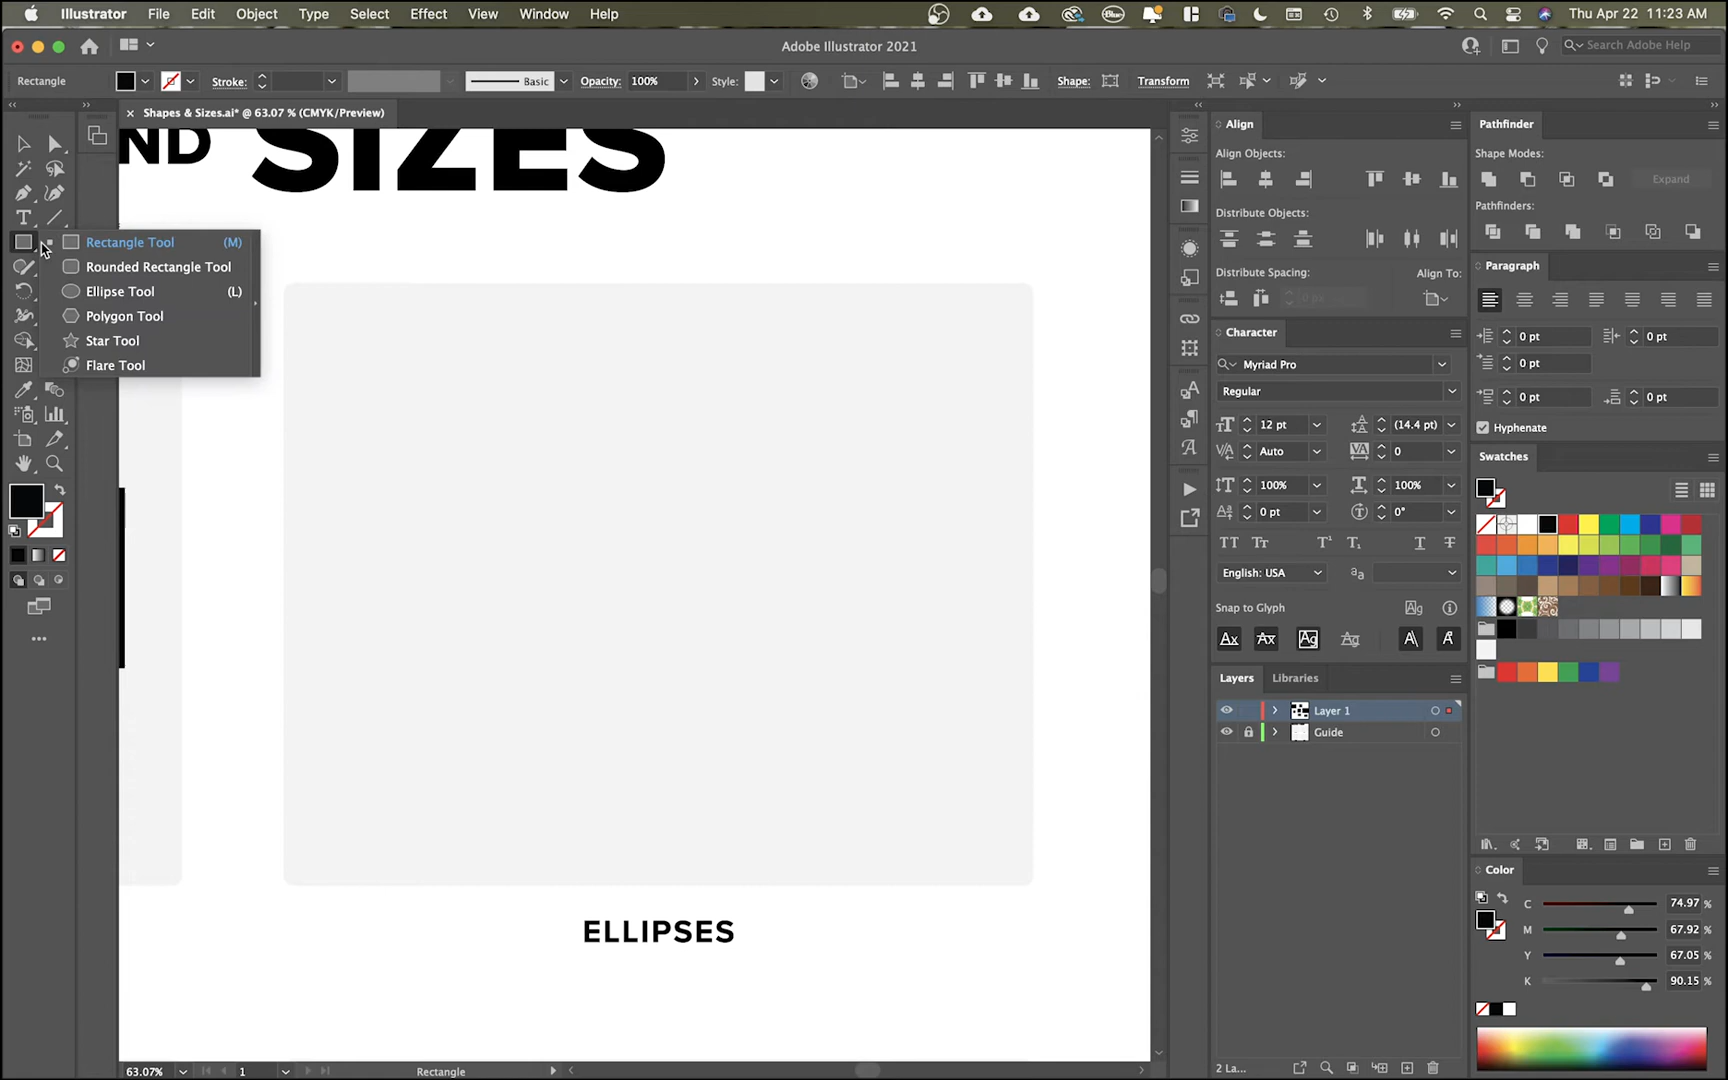 Illustrator File Edit Object Type Select Effect View Window Help
Thu Apr 22 11:23 AM
Adobe Illustrator 2021
Search Adobe Help
Rectangle
Stroke:
Basic
Opacity: 100%
Style:
Shape:
Transform
× Shapes & Sizes.ai* @ 63.07 % (CMYK/Preview)
ND SIZES
Rectangle Tool (M)
Rounded Rectangle Tool
Ellipse Tool (L)
Polygon Tool
Star Tool
Flare Tool
ELLIPSES
63.07% 1 Rectangle
Align
Align Objects:
Distribute Objects:
Distribute Spacing: Align To:
0 px
Character
Myriad Pro
Regular
12 pt (14.4 pt)
Auto 0
100% 100%
0 pt 0°
English: USA
Snap to Glyph
Layers Libraries
Layer 1
Guide
2 La...
Pathfinder
Shape Modes:
Expand
Pathfinders:
Paragraph
0 pt 0 pt
0 pt
0 pt 0 pt
Hyphenate
Swatches
Color
C 74.97 %
M 67.92 %
Y 67.05 %
K 90.15 %